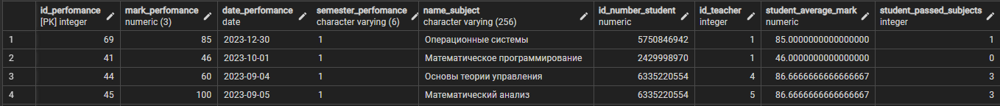 id_perfomance mark_perfomance date_perfomance semester_perfomance name_subject id_number_student id_teacher student_average_mark student_passed_subjects
[PK] integer numeric (3) date character varying (6) character varying (256) numeric integer numeric integer
1 69 85 2023-12-30 1 Операционные системы 5750846942 1 85.0000000000000000 1
2 41 46 2023-10-01 1 Математическое программирование 2429998970 1 46.0000000000000000 0
3 44 60 2023-09-04 1 Основы теории управления 6335220554 4 86.6666666666666667 3
4 45 100 2023-09-05 1 Математический анализ 6335220554 5 86.6666666666666667 3